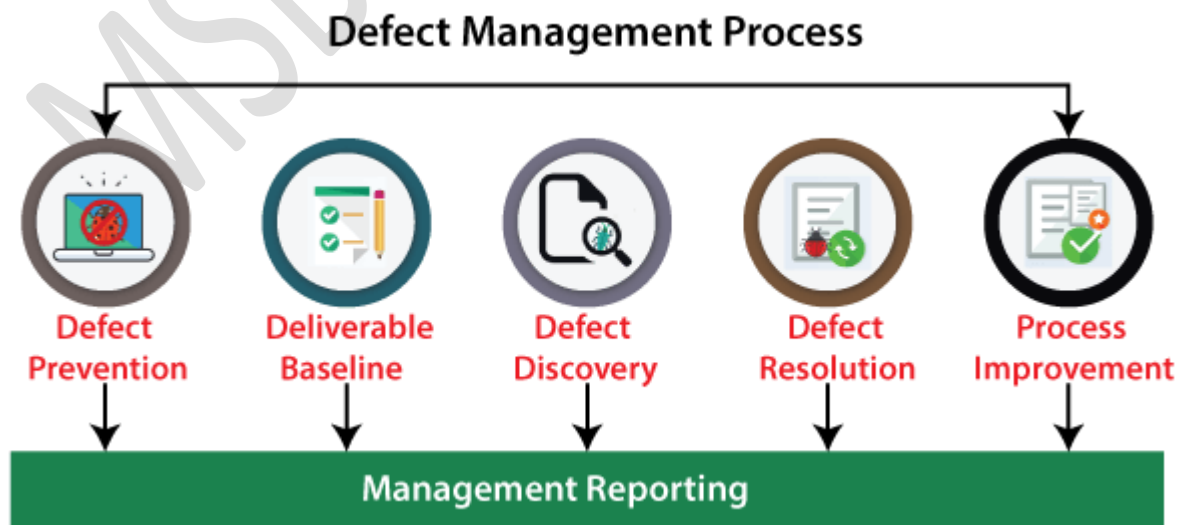 Defect Management Process
Defect
Prevention
Deliverable
Baseline
Defect
Discovery
Defect
Resolution
Process
Improvement
Management Reporting